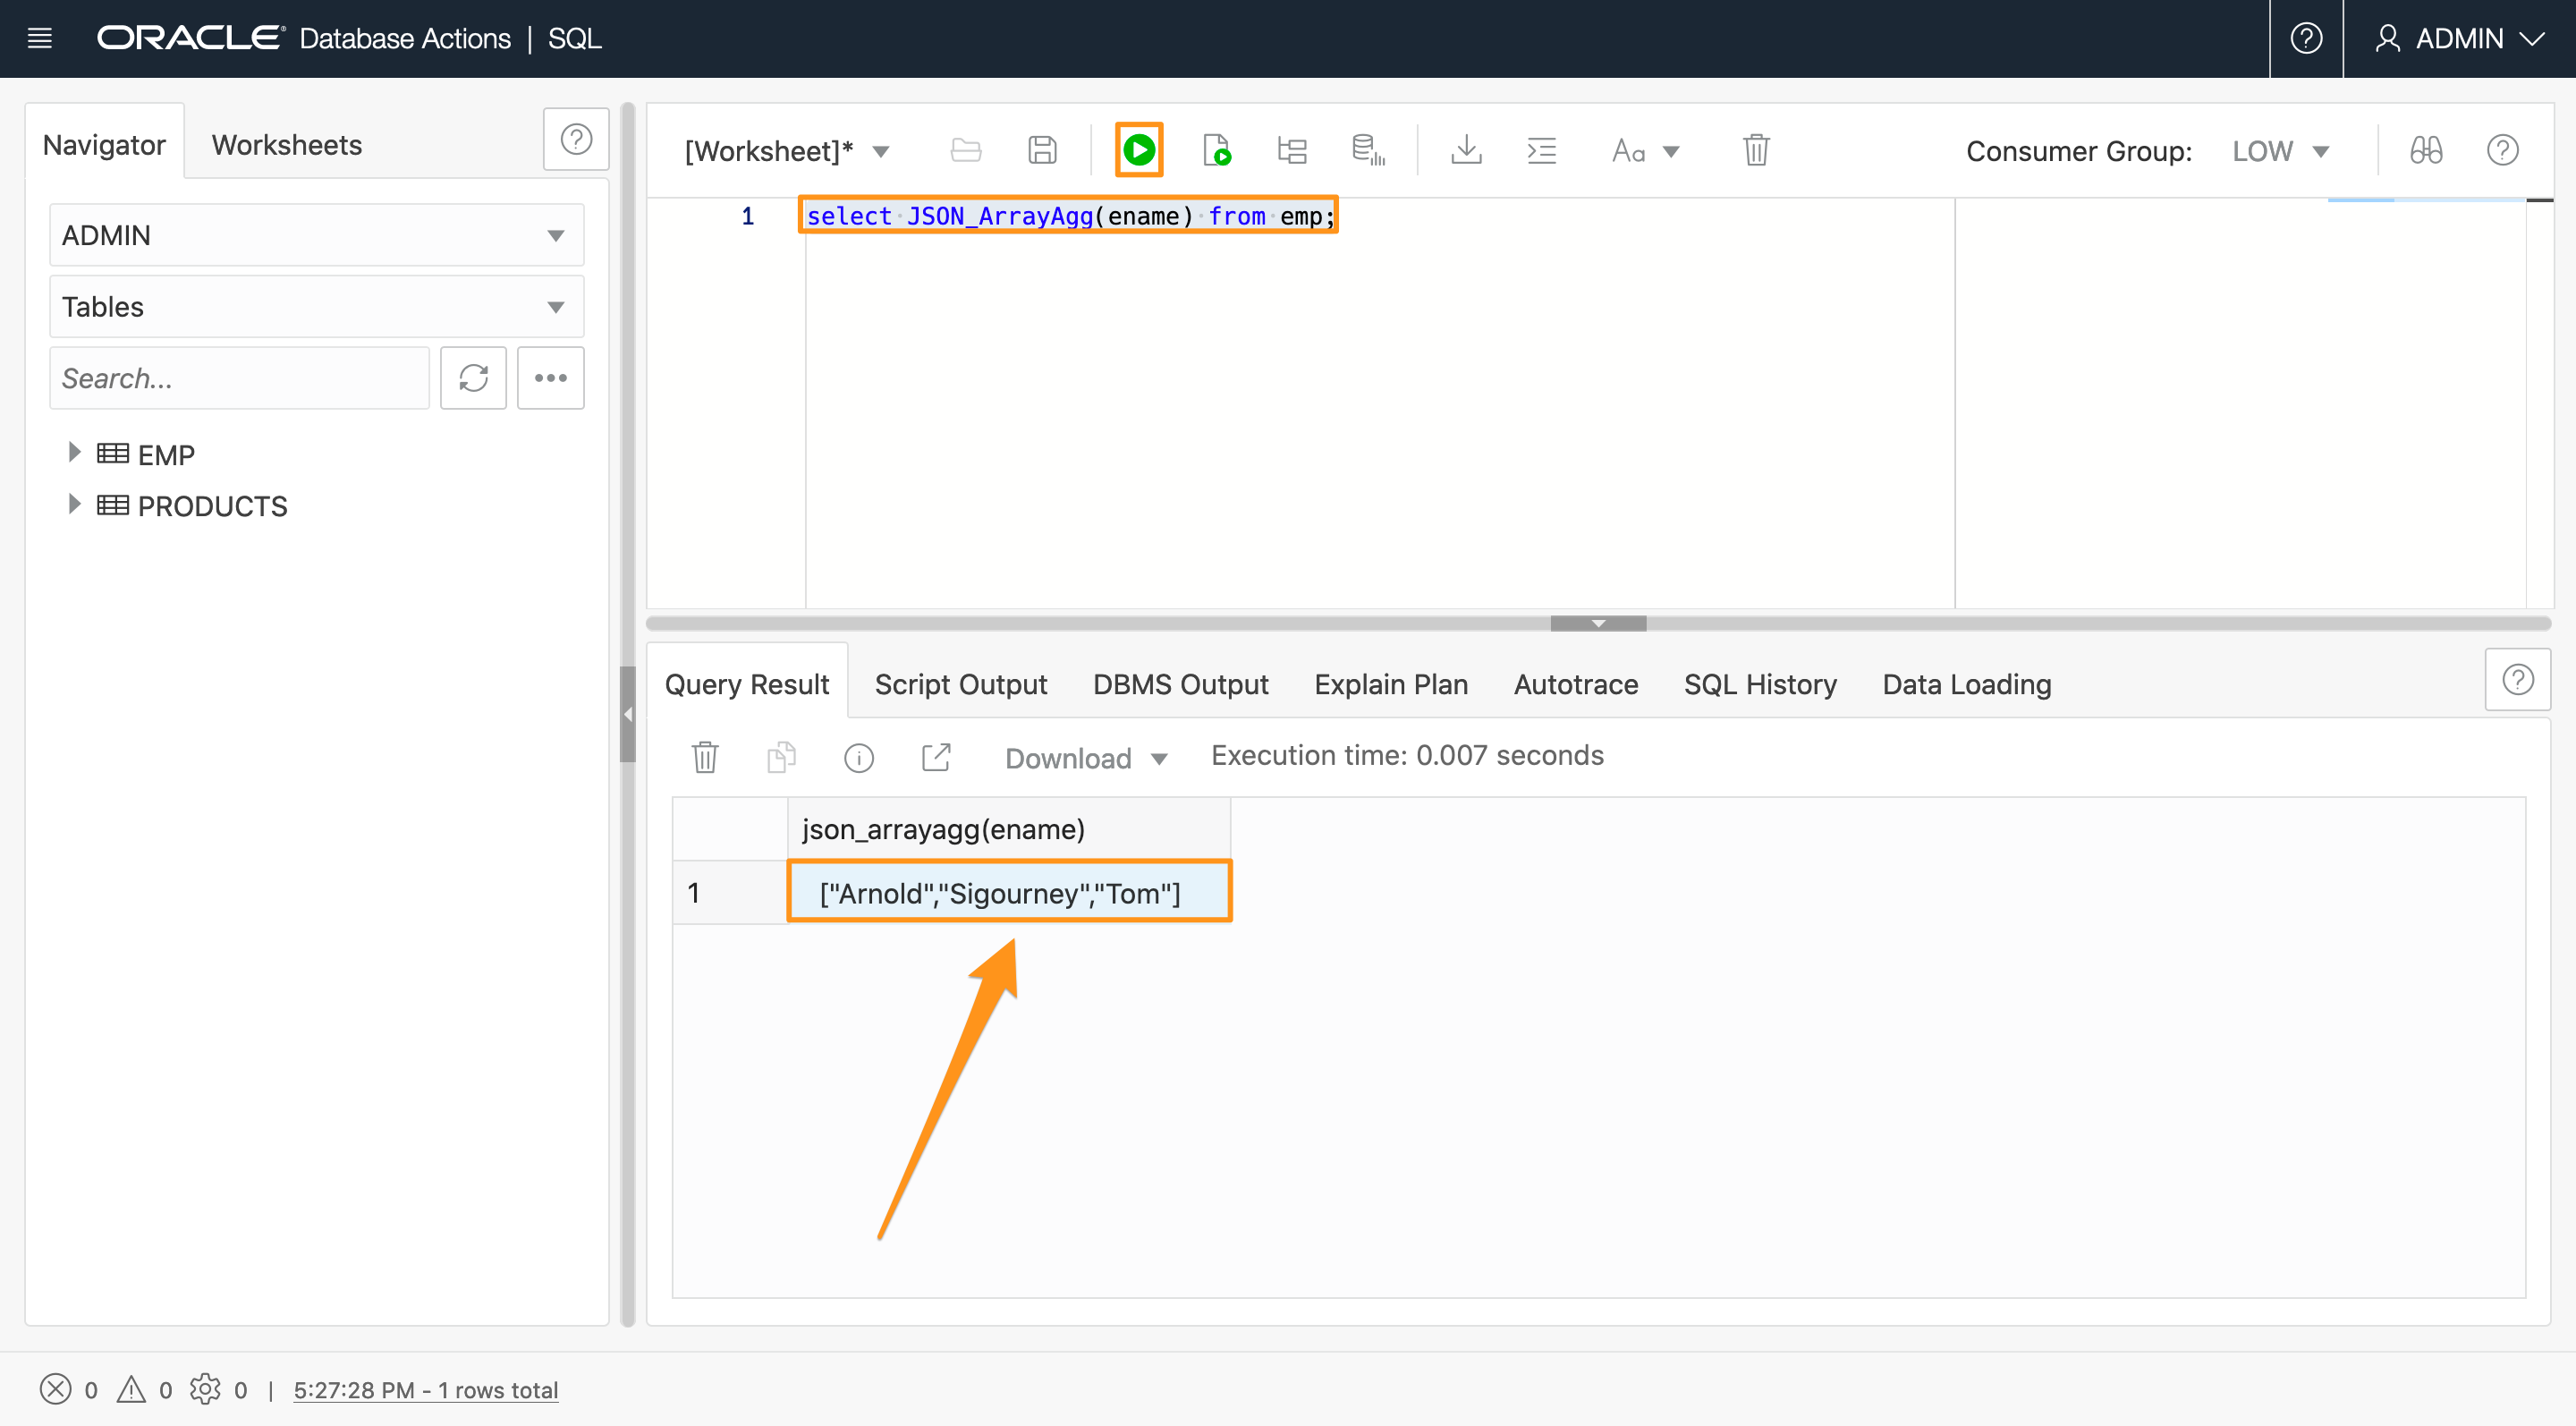 ORACLE Database Actions | SQL
ADMIN
Navigator
Worksheets
ADMIN
Tables
Search...
EMP
PRODUCTS
[Worksheet]*
Aa
Consumer Group: LOW
1 select JSON_ArrayAgg(ename) from emp;
Query Result
Script Output
DBMS Output
Explain Plan
Autotrace
SQL History
Data Loading
Download
Execution time: 0.007 seconds
json_arrayagg(ename)
1 ["Arnold","Sigourney","Tom"]
0 0 0 | 5:27:28 PM - 1 rows total